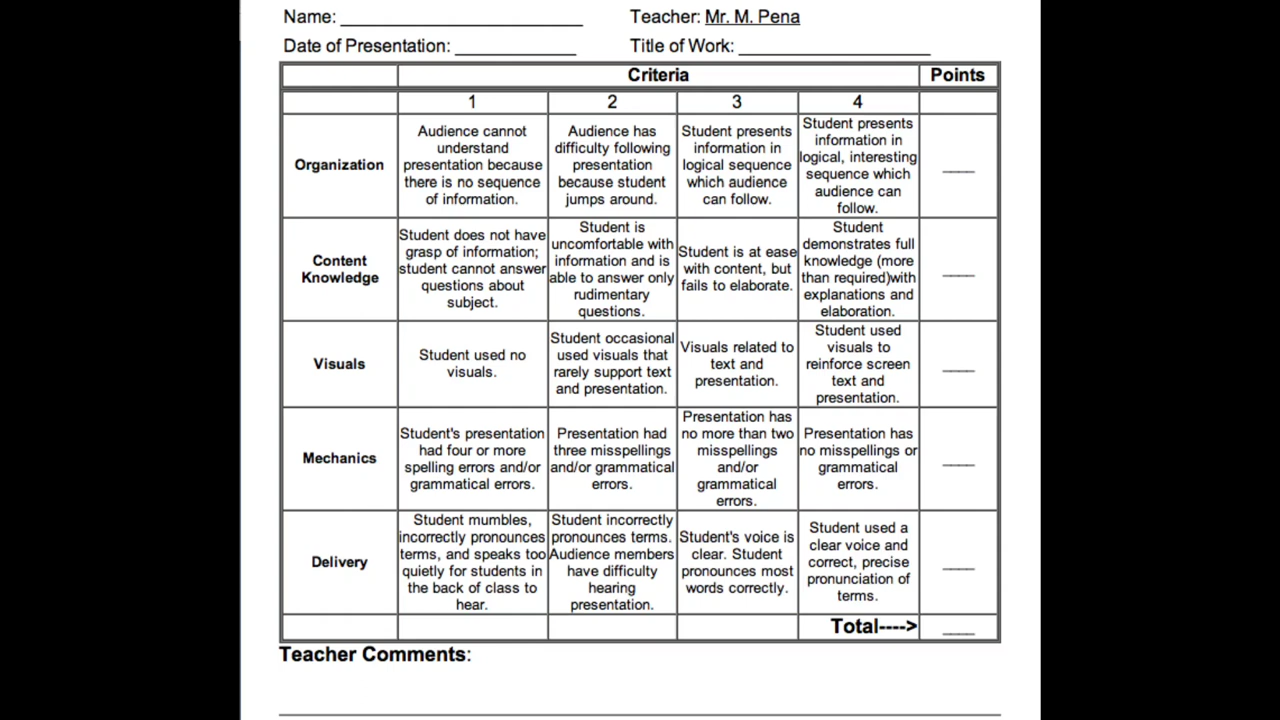 Name: _________________________ Teacher: Mr. M. Pena
Date of Presentation: ____________ Title of Work: ___________________
Criteria Points
1 2 3 4
Organization
Audience cannot
understand
presentation because
there is no sequence
of information.
Audience has
difficulty following
presentation
because student
jumps around.
Student presents
information in
logical sequence
which audience
can follow.
Student presents
information in
logical, interesting
sequence which
audience can
follow.
____
Content
Knowledge
Student does not have
grasp of information;
student cannot answer
questions about
subject.
Student is
uncomfortable with
information and is
able to answer only
rudimentary
questions.
Student is at ease
with content, but
fails to elaborate.
Student
demonstrates full
knowledge (more
than required)with
explanations and
elaboration.
____
Visuals
Student used no
visuals.
Student occasional
used visuals that
rarely support text
and presentation.
Visuals related to
text and
presentation.
Student used
visuals to
reinforce screen
text and
presentation.
____
Mechanics
Student's presentation
had four or more
spelling errors and/or
grammatical errors.
Presentation had
three misspellings
and/or grammatical
errors.
Presentation has
no more than two
misspellings
and/or
grammatical
errors.
Presentation has
no misspellings or
grammatical
errors.
____
Delivery
Student mumbles,
incorrectly pronounces
terms, and speaks too
quietly for students in
the back of class to
hear.
Student incorrectly
pronounces terms.
Audience members
have difficulty
hearing
presentation.
Student's voice is
clear. Student
pronounces most
words correctly.
Student used a
clear voice and
correct, precise
pronunciation of
terms.
____
Total----> ____
Teacher Comments: